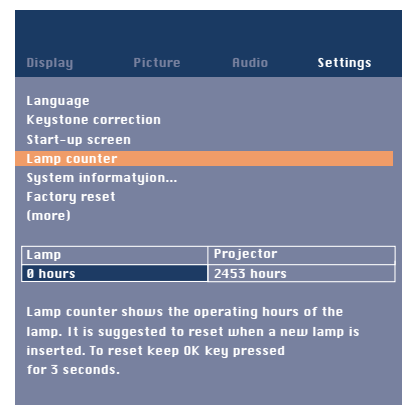 Display Picture Audio Settings
Language
Keystone correction
Start-up screen
Lamp counter
System informatyion...
Factory reset
(more)
Lamp Projector
0 hours 2453 hours
Lamp counter shows the operating hours of the
lamp. It is suggested to reset when a new lamp is
inserted. To reset keep OK key pressed
for 3 seconds.